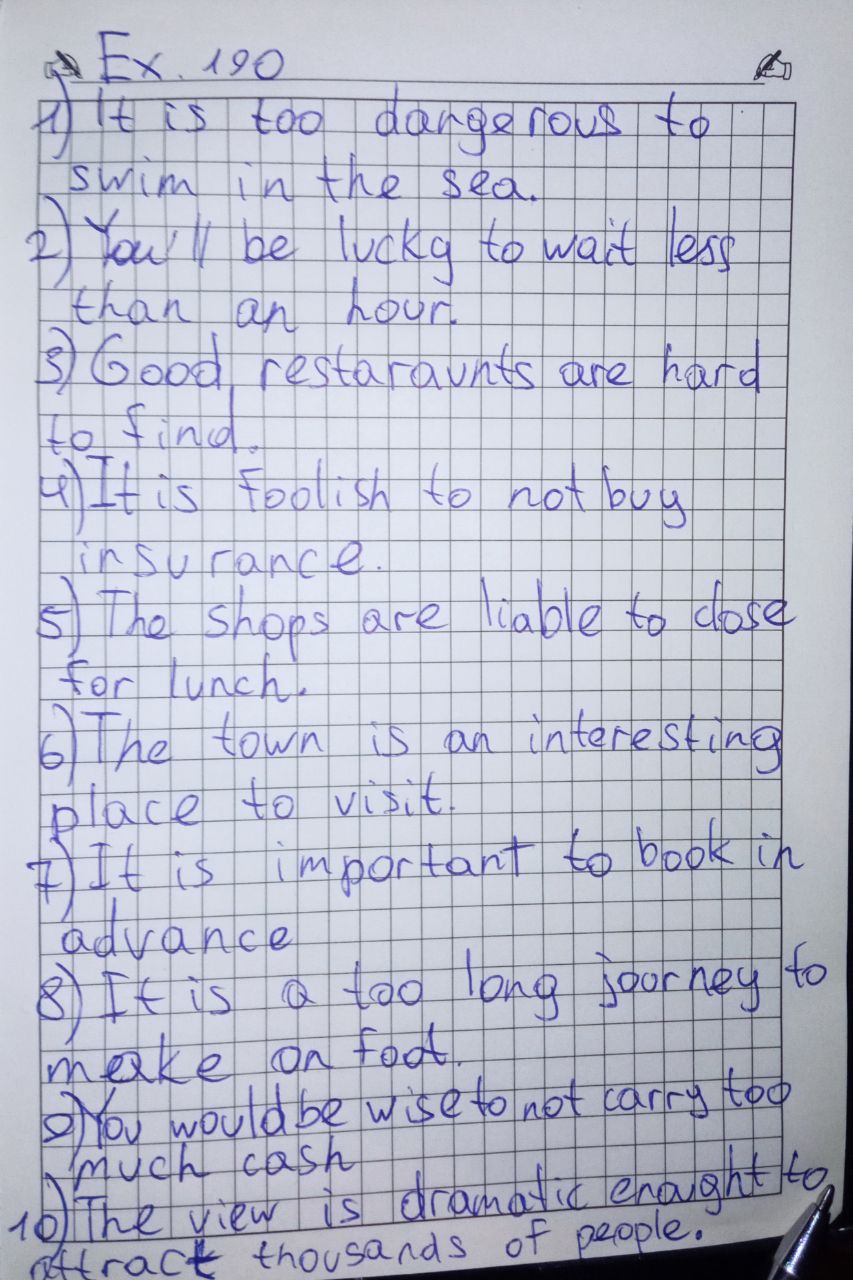 Ex. 190
1) It is too dangerous to
swim in the sea.
2) You'll be lucky to wait less
than an hour.
3) Good restaraunts are hard
to find.
4) It is foolish to not buy
insurance.
5) The shops are liable to close
for lunch.
6) The town is an interesting
place to visit.
7) It is important to book in
advance
8) It is a too long journey to
make on foot.
9) You would be wise to not carry too
much cash
10) The view is dramatic enought to
attract thousands of people.